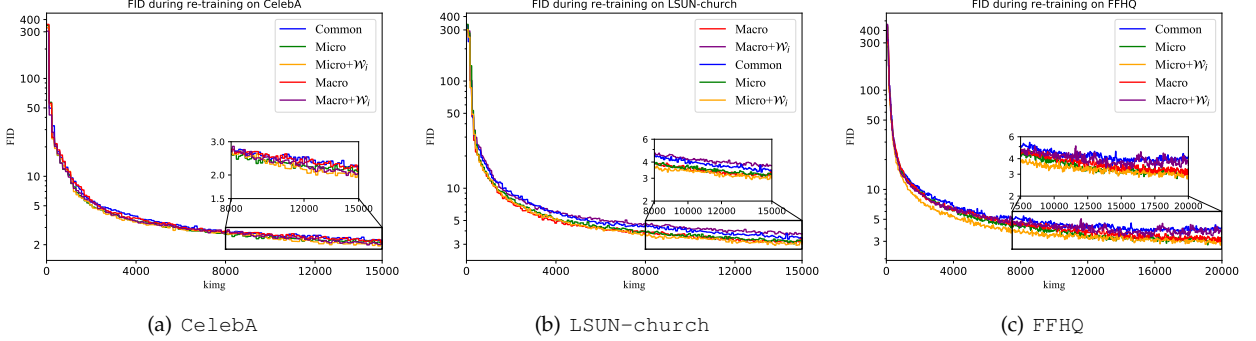 FID during re-training on CelebA
400
300
100
50
10
5
2
FID
Common
Micro
Micro+𝒲ᵢ
Macro
Macro+𝒲ᵢ
3.0
2.0
1.5
8000
12000
15000
0
4000
8000
12000
15000
kimg
(a) CelebA
FID during re-training on LSUN-church
400
300
100
50
10
5
4
3
FID
Macro
Macro+𝒲ᵢ
Common
Micro
Micro+𝒲ᵢ
6
4
3
2
8000
10000
12000
15000
0
4000
8000
12000
15000
kimg
(b) LSUN-church
FID during re-training on FFHQ
400
300
100
50
10
5
3
FID
Common
Micro
Micro+𝒲ᵢ
Macro
Macro+𝒲ᵢ
6
4
3
2
7500
10000
12500
15000
17500
20000
0
4000
8000
12000
16000
20000
kimg
(c) FFHQ